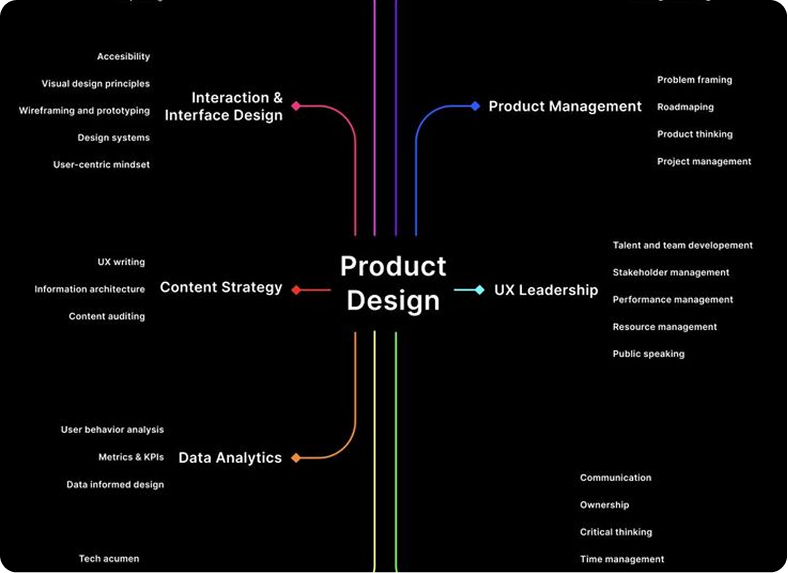 Accesibility
Visual design principles
Wireframing and prototyping
Design systems
User-centric mindset
Interaction &
Interface Design
Product Management
Problem framing
Roadmaping
Product thinking
Project management
UX writing
Information architecture
Content auditing
Content Strategy
Product
Design
UX Leadership
Talent and team developement
Stakeholder management
Performance management
Resource management
Public speaking
User behavior analysis
Metrics & KPIs
Data informed design
Data Analytics
Communication
Ownership
Critical thinking
Time management
Tech acumen